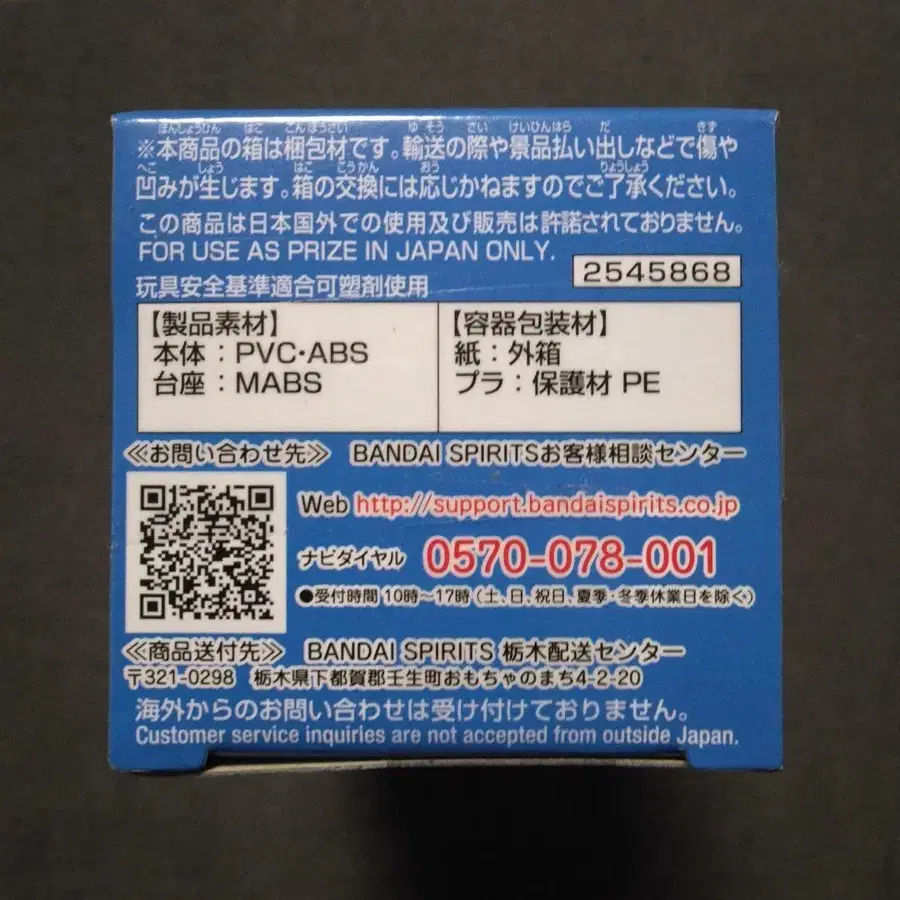 ※本商品の箱は梱包材です。輸送の際や景品払い出しなどで傷や
凹みが生じます。箱の交換には応じかねますのでご了承ください。
この商品は日本国外での使用及び販売は許諾されておりません。
FOR USE AS PRIZE IN JAPAN ONLY.
2545868
玩具安全基準適合可塑剤使用
【製品素材】
本体：PVC・ABS
台座：MABS
【容器包装材】
紙：外箱
プラ：保護材 PE
≪お問い合わせ先≫ BANDAI SPIRITSお客様相談センター
Web http://support.bandaispirits.co.jp
ナビダイヤル 0570-078-001
●受付時間 10時〜17時(土、日、祝日、夏季・冬季休業日を除く)
≪商品送付先≫ BANDAI SPIRITS 栃木配送センター
〒321-0298 栃木県下都賀郡壬生町おもちゃのまち4-2-20
海外からのお問い合わせは受け付けておりません。
Customer service inquiries are not accepted from outside Japan.